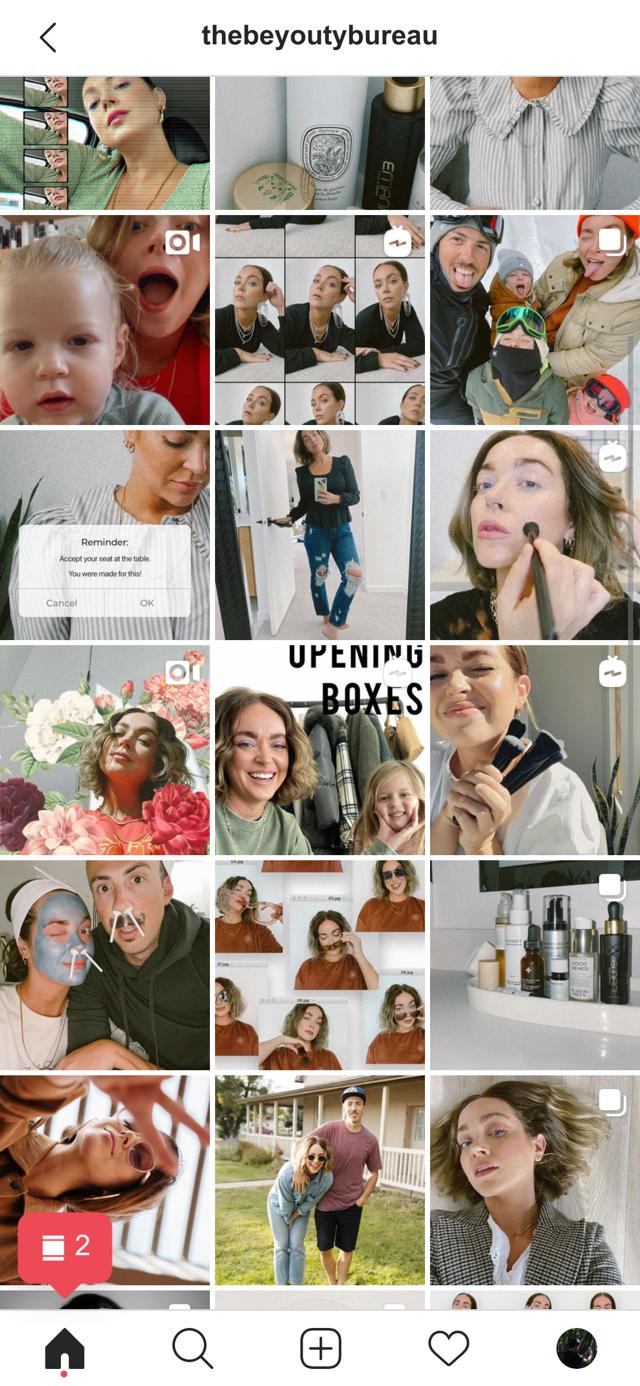 thebeyoutybureau
Reminder:
Accept your seat at the table.
You were made for this!
Cancel
OK
OPENING
BOXES
2